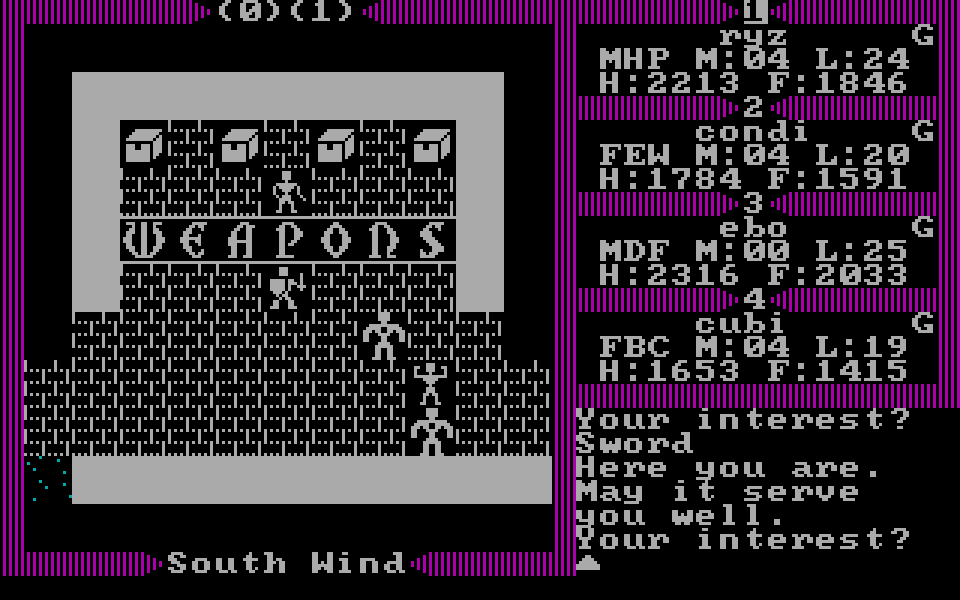 (0)(1)
WEAPONS
South Wind
1
ryz G
MHP M:04 L:24
H:2213 F:1846
2
condi G
FEW M:04 L:20
H:1784 F:1591
3
ebo G
MDF M:00 L:25
H:2316 F:2033
4
cubi G
FBC M:04 L:19
H:1653 F:1415
Your interest?
Sword
Here you are.
May it serve
you well.
Your interest?